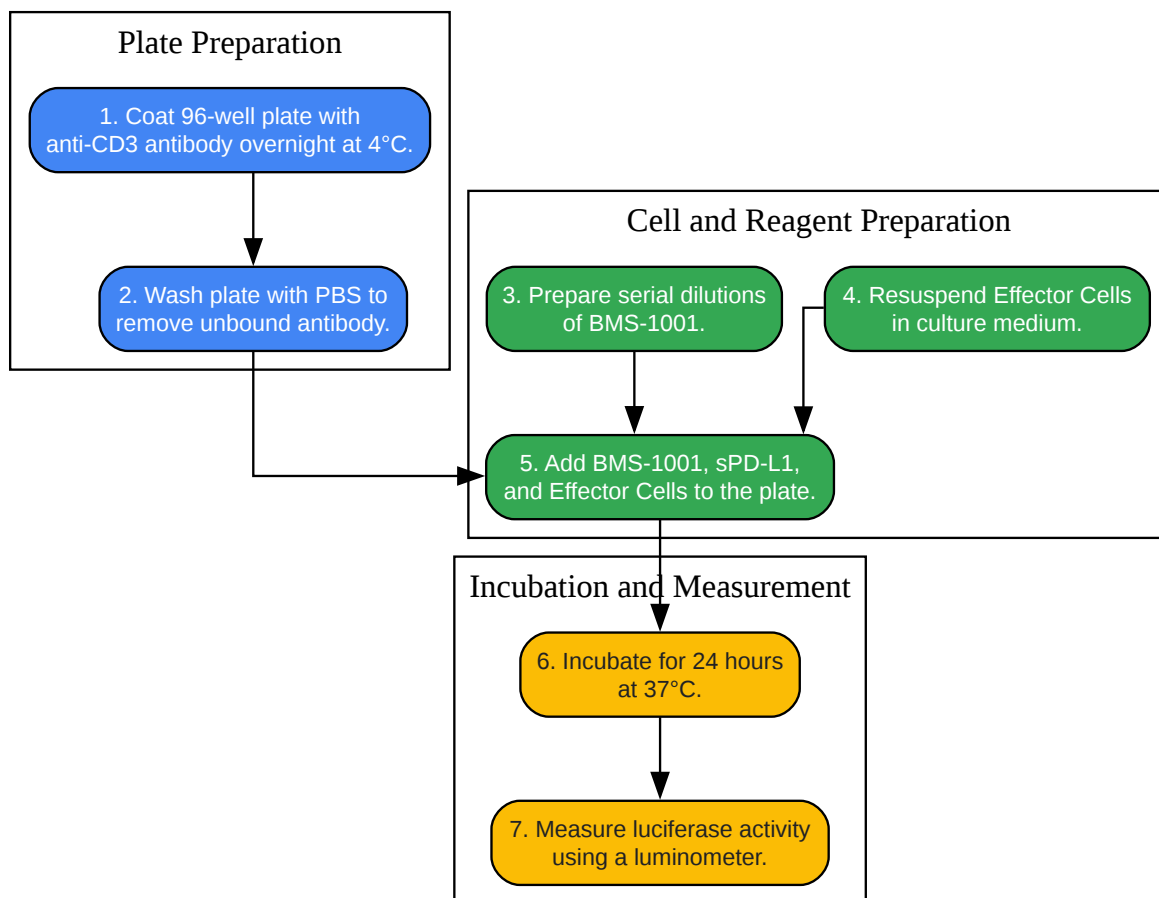 Plate Preparation
1. Coat 96-well plate with
anti-CD3 antibody overnight at 4°C.
2. Wash plate with PBS to
remove unbound antibody.
Cell and Reagent Preparation
3. Prepare serial dilutions
of BMS-1001.
4. Resuspend Effector Cells
in culture medium.
5. Add BMS-1001, sPD-L1,
and Effector Cells to the plate.
Incubation and Measurement
6. Incubate for 24 hours
at 37°C.
7. Measure luciferase activity
using a luminometer.